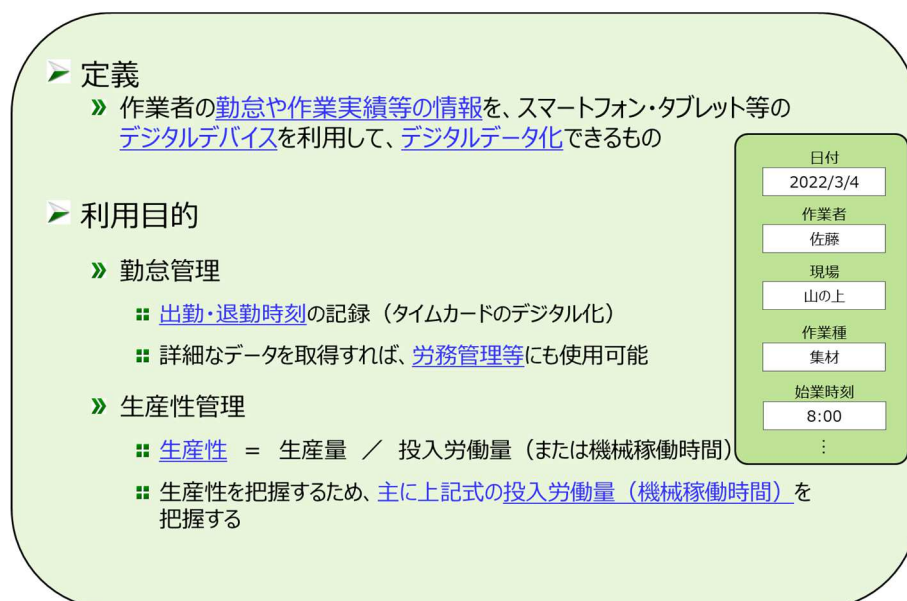 定義
作業者の勤怠や作業実績等の情報を、スマートフォン・タブレット等の
デジタルデバイスを利用して、デジタルデータ化できるもの
利用目的
勤怠管理
出勤・退勤時刻の記録（タイムカードのデジタル化）
詳細なデータを取得すれば、労務管理等にも使用可能
生産性管理
生産性 = 生産量 ／ 投入労働量（または機械稼働時間）
生産性を把握するため、主に上記式の投入労働量（機械稼働時間）を
把握する
日付
2022/3/4
作業者
佐藤
現場
山の上
作業種
集材
始業時刻
8:00
⋮